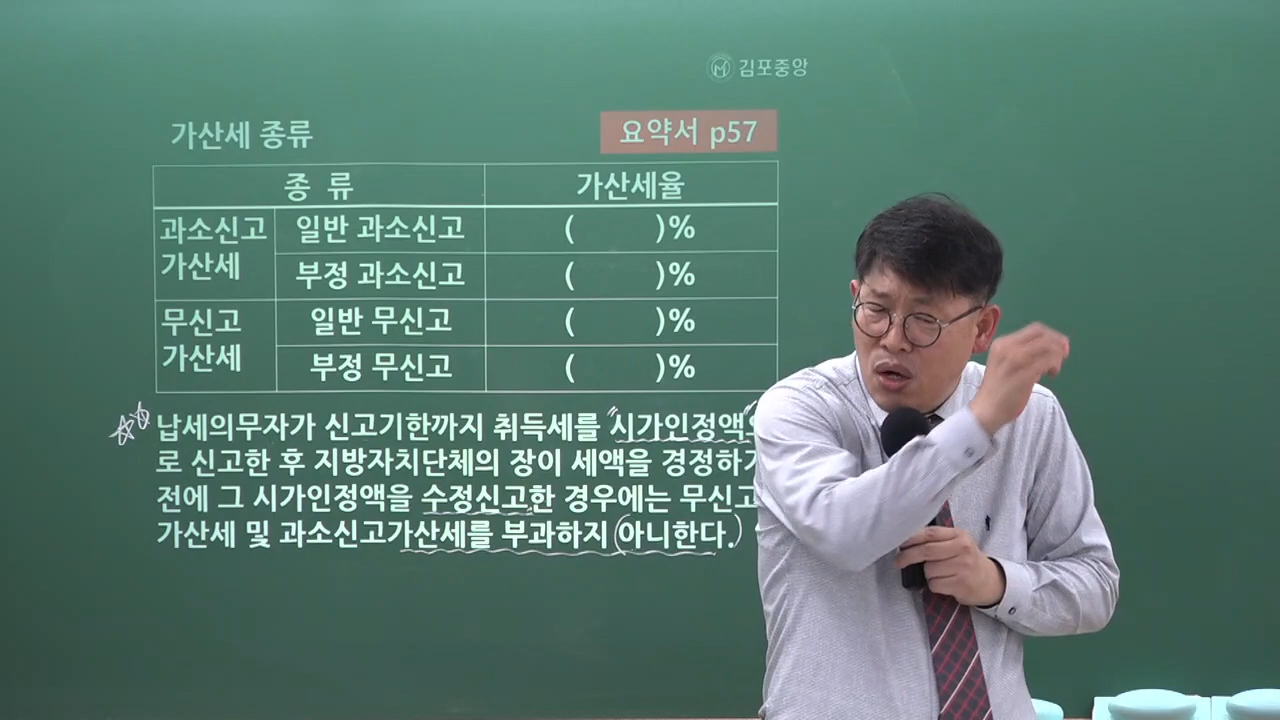 김포중앙
가산세 종류
요약서 p57
종 류 가산세율
과소신고 가산세 일반 과소신고 ( )%
부정 과소신고 ( )%
무신고 가산세 일반 무신고 ( )%
부정 무신고 ( )%
납세의무자가 신고기한까지 취득세를 "시가인정액
로 신고한 후 지방자치단체의 장이 세액을 경정하기
전에 그 시가인정액을 수정신고한 경우에는 무신고
가산세 및 과소신고가산세를 부과하지 (아니한다.)